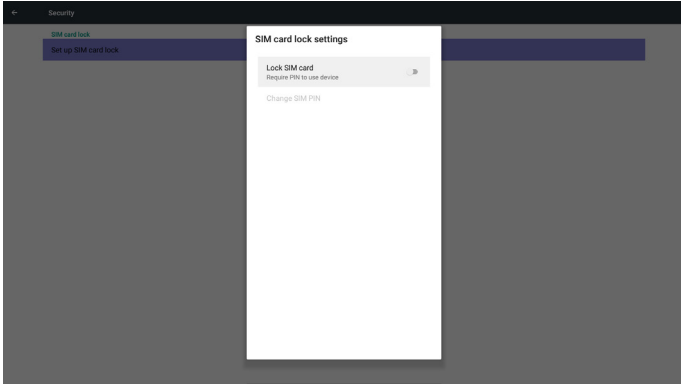 Security
SIM card lock
Set up SIM card lock
SIM card lock settings
Lock SIM card
Require PIN to use device
Change SIM PIN